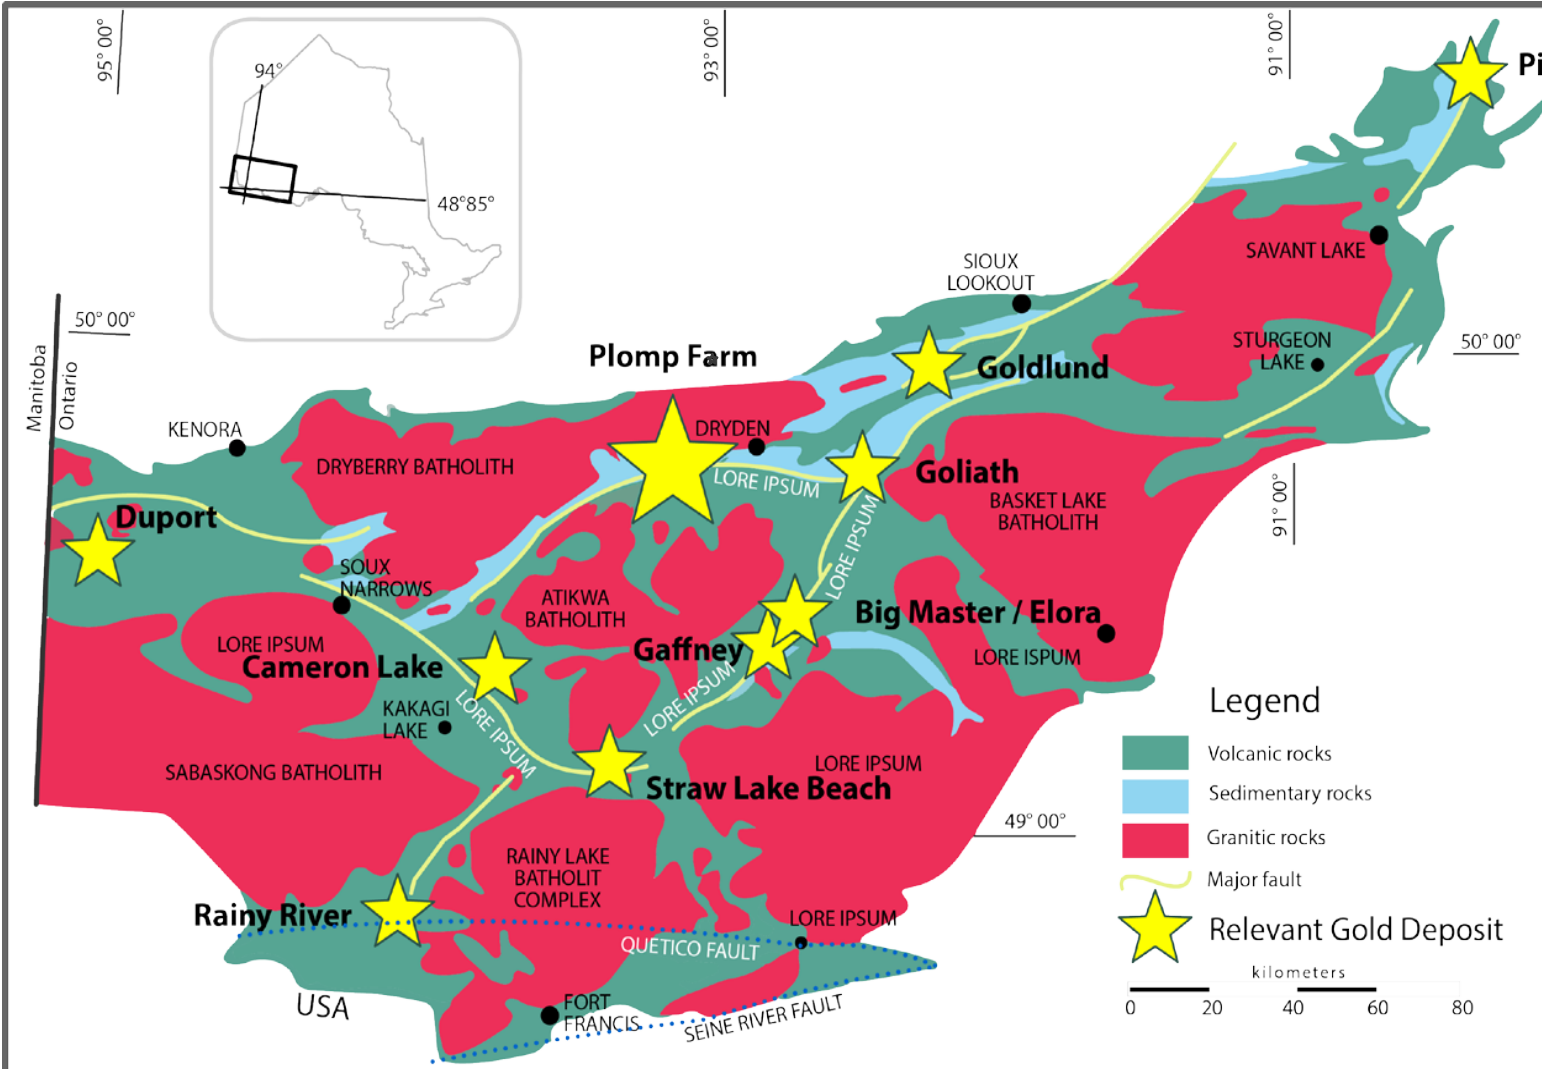 95° 00°
93° 00°
91° 00°
Pi
94°
48°85°
SAVANT LAKE
SIOUX
LOOKOUT
50° 00°
Manitoba
Ontario
STURGEON
LAKE
50° 00°
Plomp Farm
Goldlund
KENORA
DRYDEN
DRYBERRY BATHOLITH
LORE IPSUM
Goliath
BASKET LAKE
BATHOLITH
91° 00°
Duport
LORE IPSUM
SOUX
NARROWS
ATIKWA
BATHOLITH
Big Master / Elora
LORE IPSUM
Cameron Lake
Gaffney
LORE ISPUM
LORE IPSUM
KAKAGI
LAKE
LORE IPSUM
SABASKONG BATHOLITH
LORE IPSUM
Straw Lake Beach
49° 00°
Legend
Volcanic rocks
Sedimentary rocks
Granitic rocks
Major fault
Relevant Gold Deposit
kilometers
0 20 40 60 80
RAINY LAKE
BATHOLIT
COMPLEX
Rainy River
LORE IPSUM
QUETICO FAULT
USA
FORT
FRANCIS
SEINE RIVER FAULT